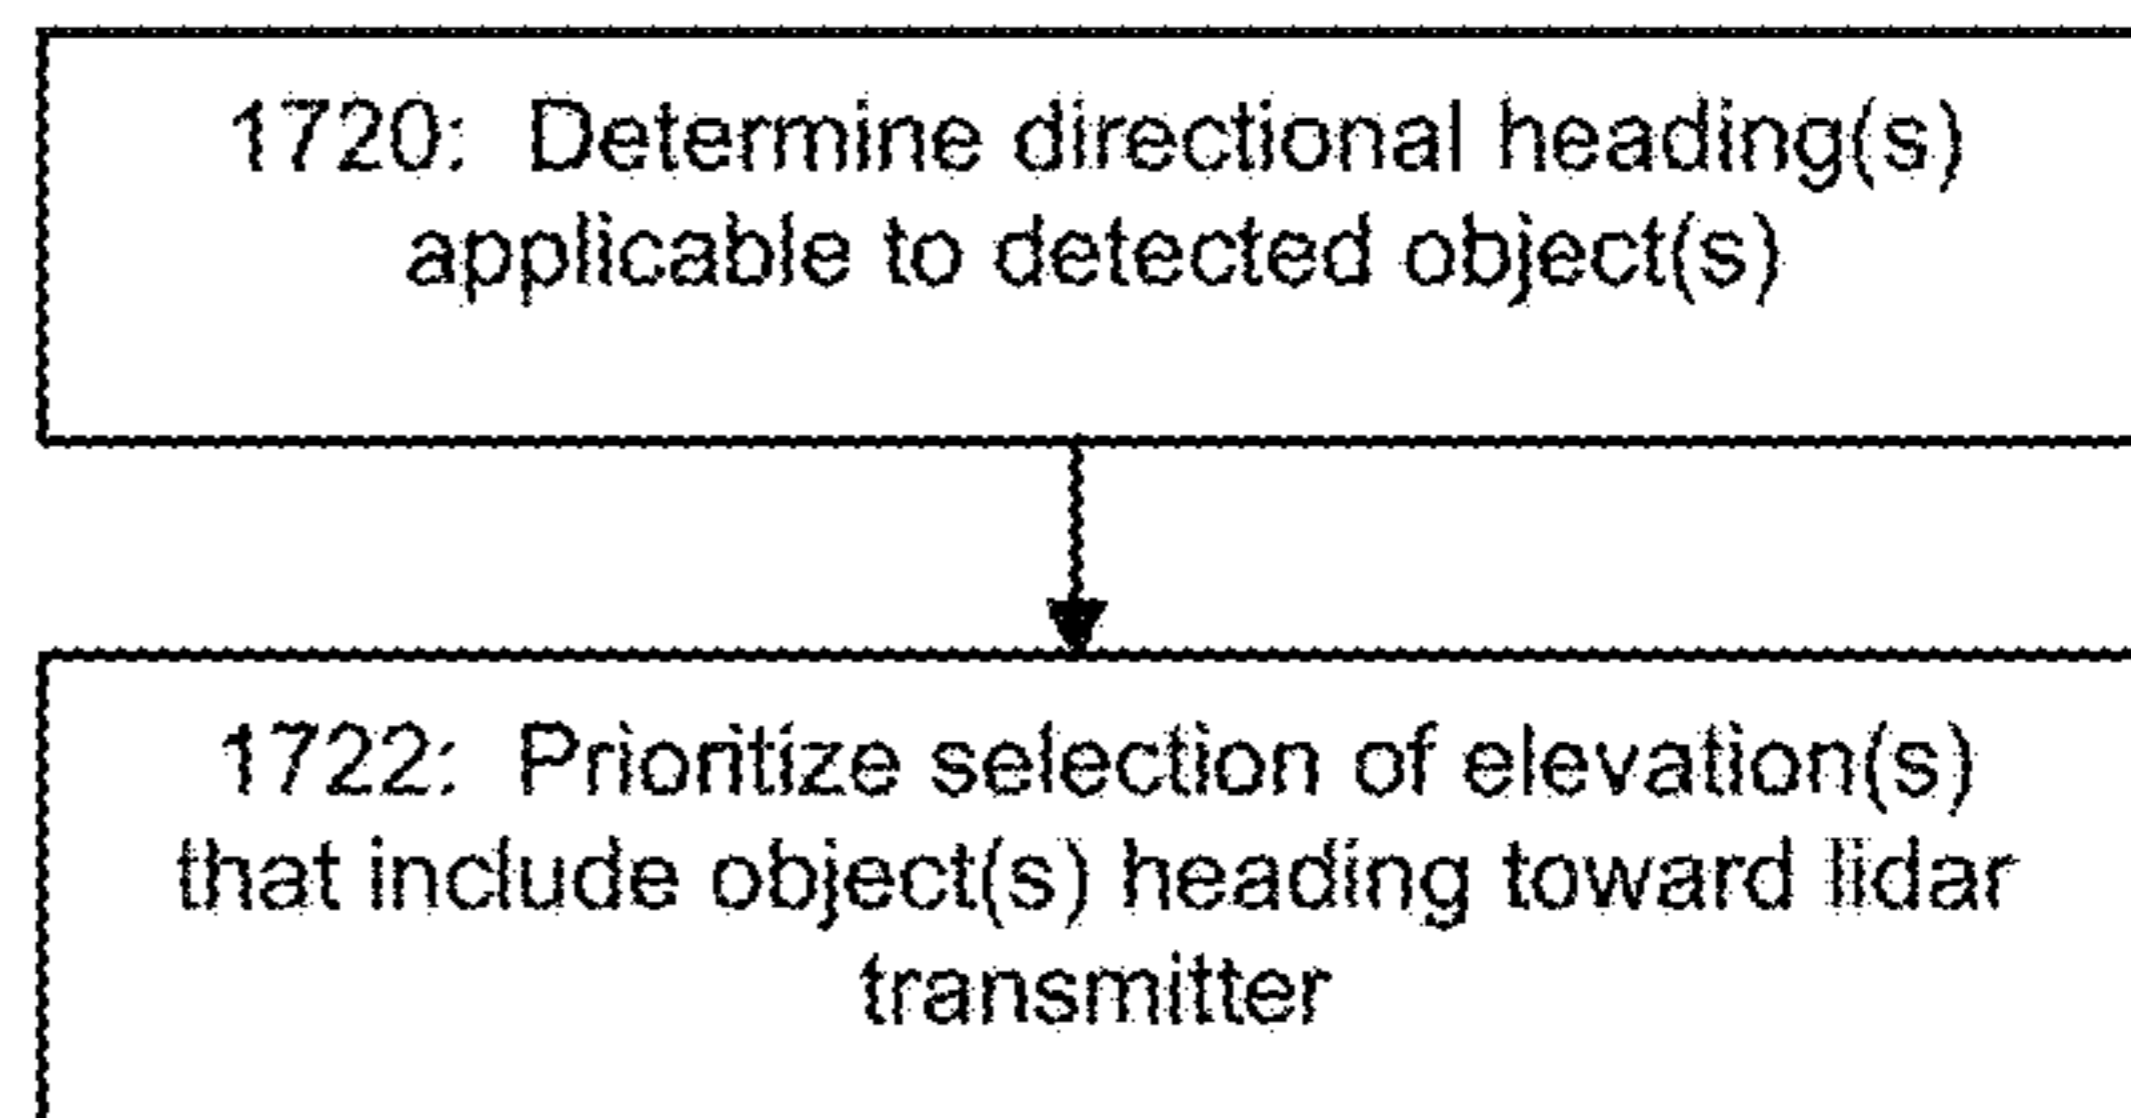 1720: Determine directional heading(s)
applicable to detected object(s)
1722: Prioritize selection of elevation(s)
that include object(s) heading toward lidar
transmitter